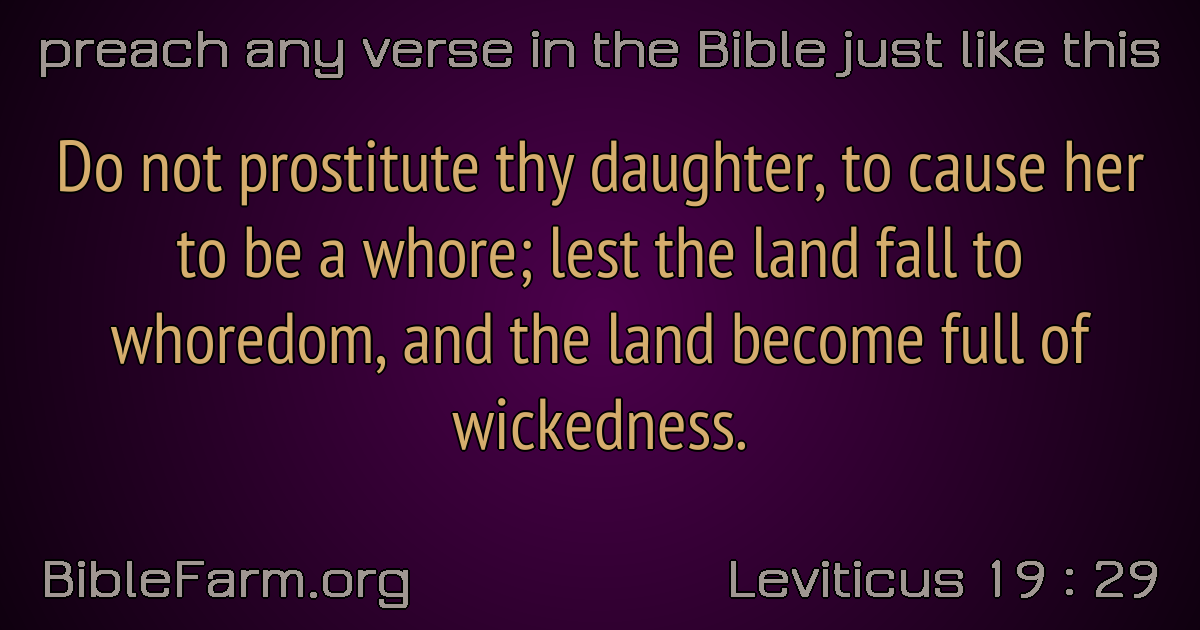 preach any verse in the Bible just like this
Do not prostitute thy daughter, to cause her
to be a whore; lest the land fall to
whoredom, and the land become full of
wickedness.
BibleFarm.org
Leviticus 19 : 29